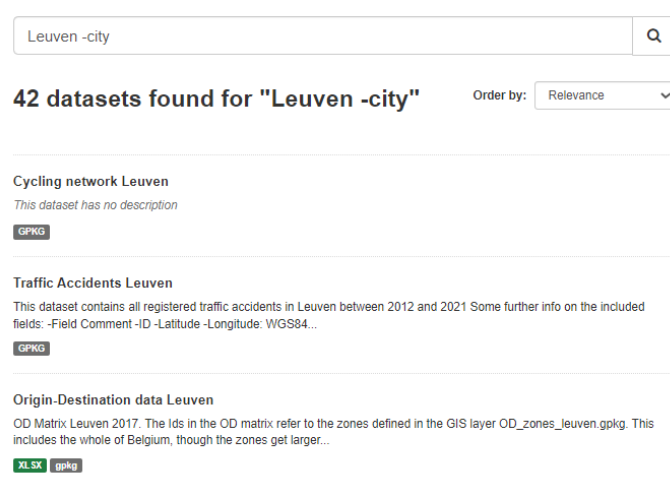 Leuven -city
42 datasets found for "Leuven -city"
Order by: Relevance
Cycling network Leuven
This dataset has no description
GPKG
Traffic Accidents Leuven
This dataset contains all registered traffic accidents in Leuven between 2012 and 2021 Some further info on the included
fields: -Field Comment -ID -Latitude -Longitude: WGS84...
GPKG
Origin-Destination data Leuven
OD Matrix Leuven 2017. The Ids in the OD matrix refer to the zones defined in the GIS layer OD_zones_leuven.gpkg. This
includes the whole of Belgium, though the zones get larger...
XLSX gpkg